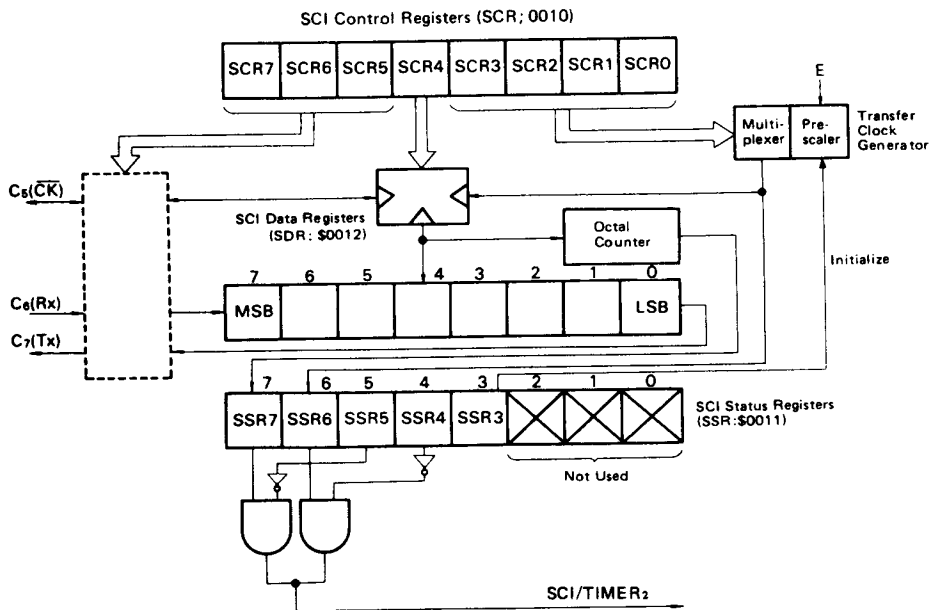 SCI Control Registers (SCR; 0010)
SCR7 SCR6 SCR5 SCR4 SCR3 SCR2 SCR1 SCR0
E
Multi-
plexer
Pre-
scaler
Transfer
Clock
Generator
C5(CK)
SCI Data Registers
(SDR: $0012)
Octal
Counter
Initialize
7 6 5 4 3 2 1 0
C6(Rx)
MSB
LSB
C7(Tx)
7 6 5 4 3 2 1 0
SSR7 SSR6 SSR5 SSR4 SSR3
SCI Status Registers
(SSR:$0011)
Not Used
SCI/TIMER2